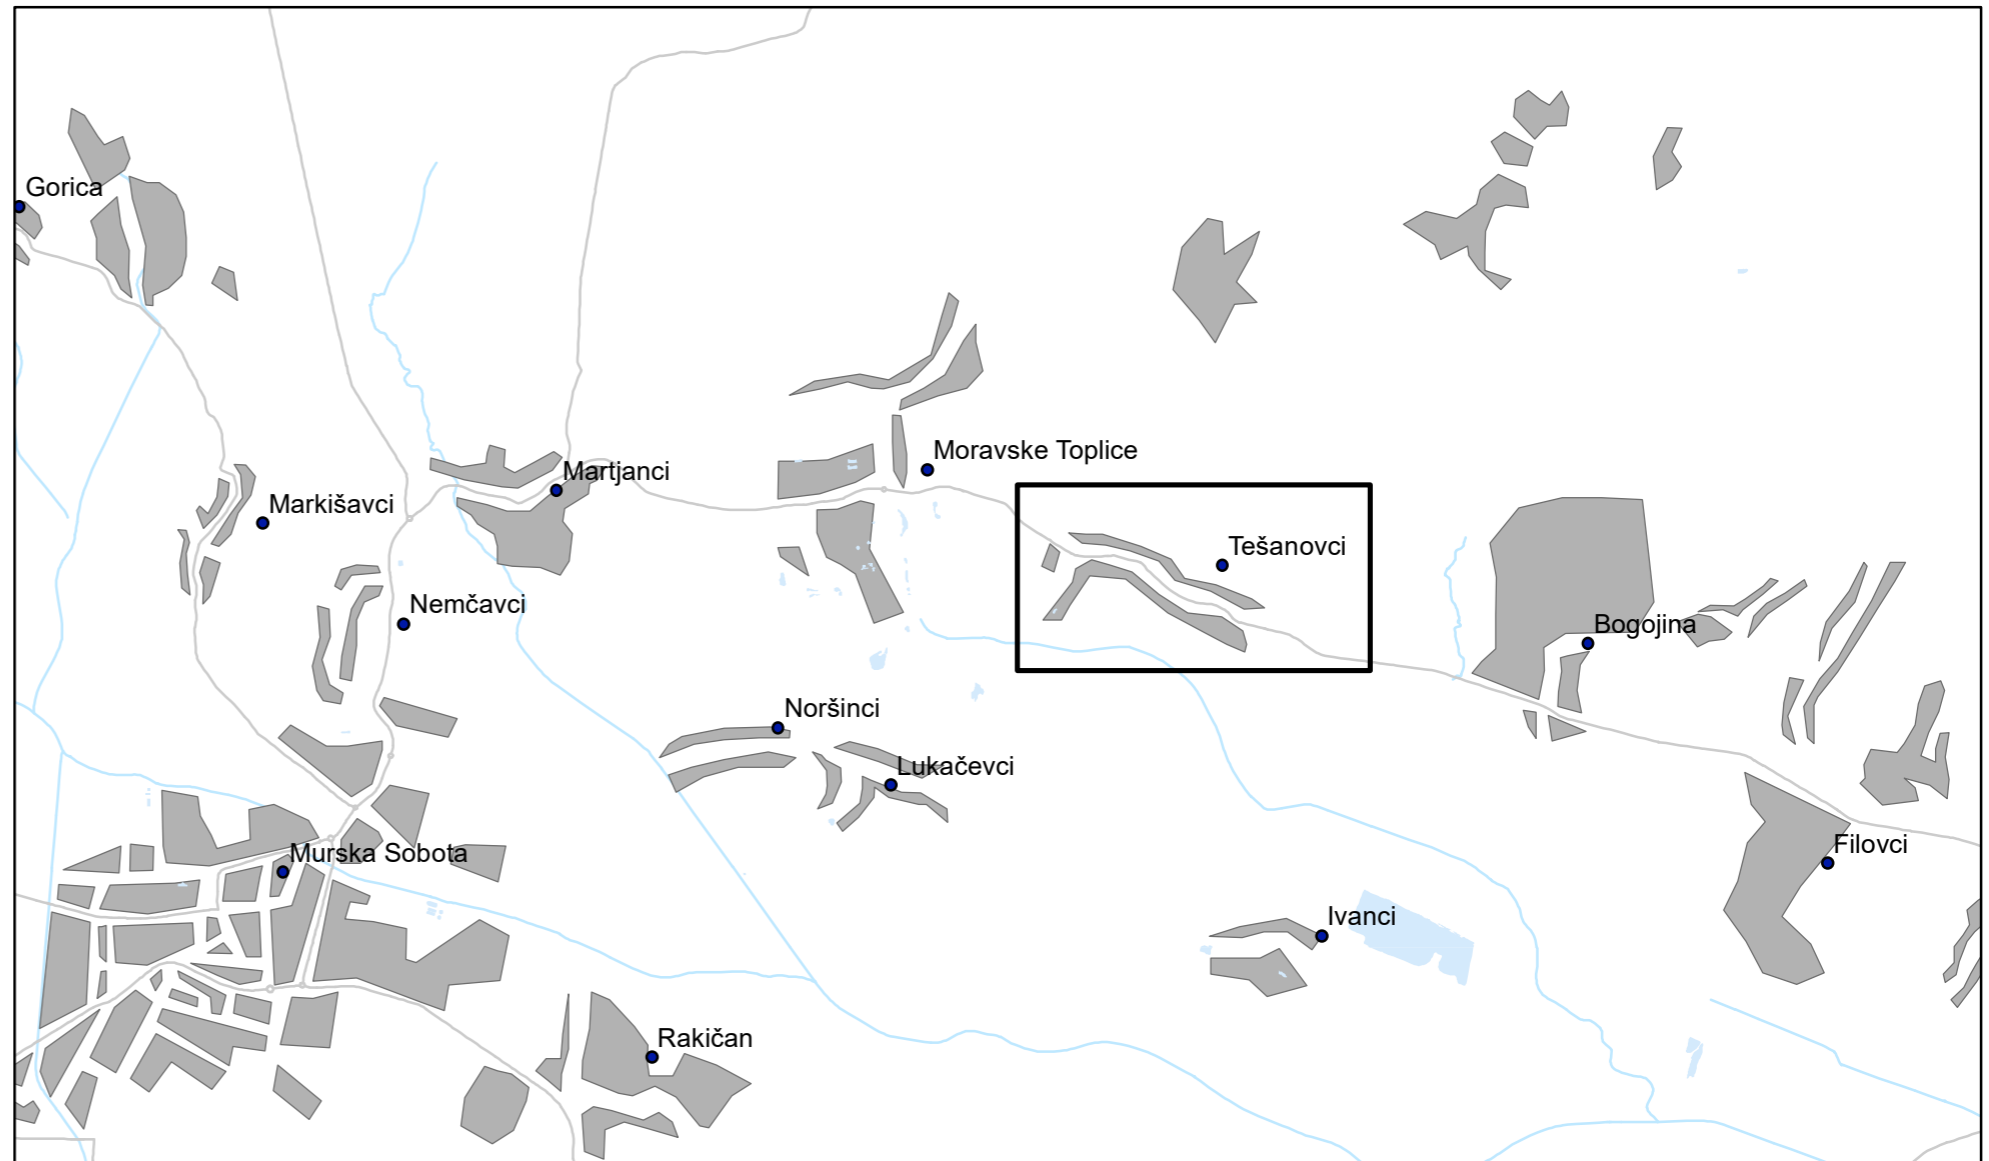 Gorica
Moravske Toplice
Martjanci
Markišavci
Tešanovci
Nemčavci
Bogojina
Noršinci
Lukačevci
Filovci
Murska Sobota
Ivanci
Rakičan